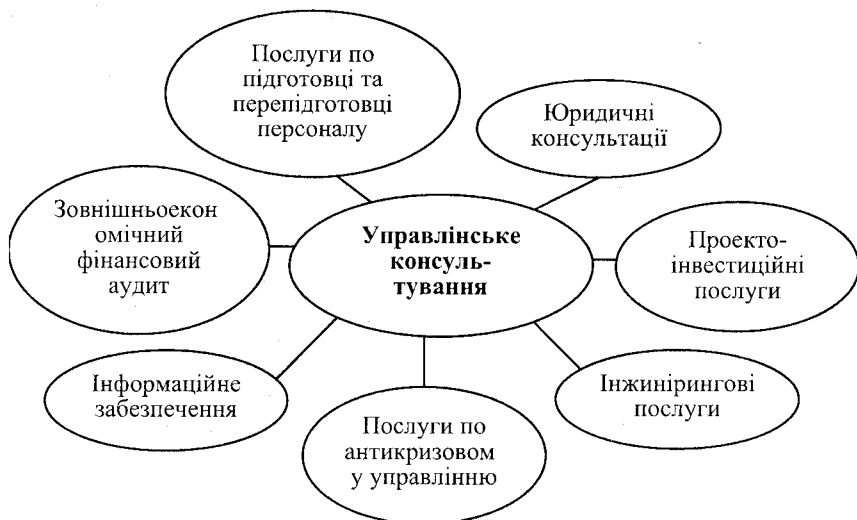 Послуги по
підготовці та
перепідготовці
персоналу
Юридичні
консультації
Зовнішньоекон
омічний
фінансовий
аудит
Управлінське
консуль-
тування
Проекто-
інвестиційні
послуги
Інформаційне
забезпечення
Послуги по
антикризовом
у управлінню
Інжинірингові
послуги